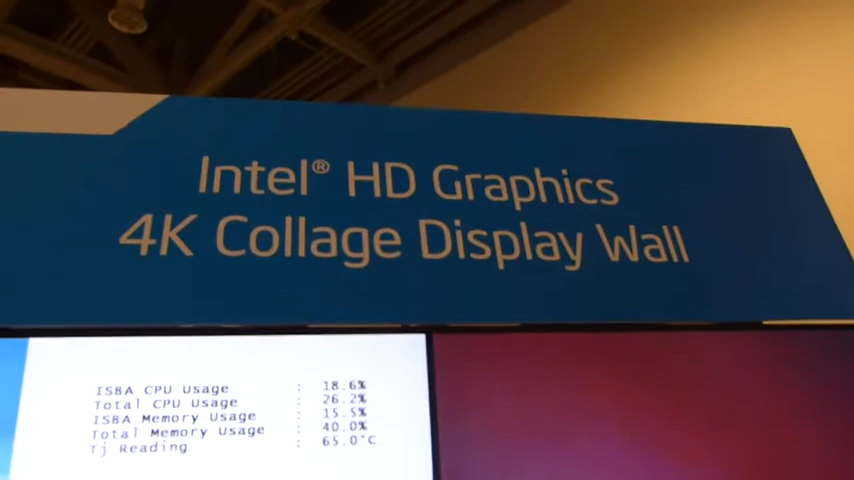 Intel® HD Graphics
4K Collage Display Wall
ISBA CPU Usage : 18.6%
Total CPU Usage : 26.2%
ISBA Memory Usage : 15.5%
Total Memory Usage : 40.0%
Tj Reading : 65.0°C